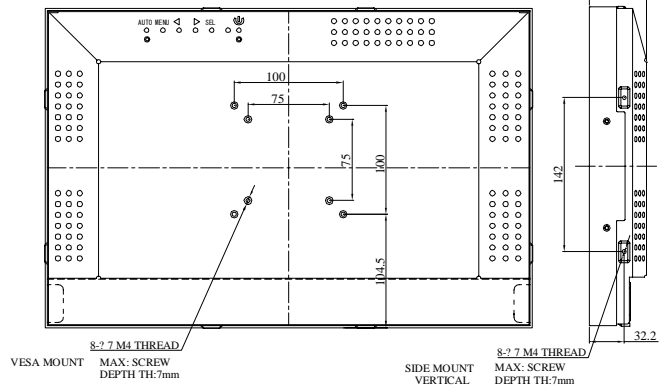 AUTO MENU ◁ ▷ SEL
100
75
75
100
104.5
142
32.2
8-? 7 M4 THREAD
VESA MOUNT MAX: SCREW
DEPTH TH:7mm
8-? 7 M4 THREAD
SIDE MOUNT MAX: SCREW
VERTICAL DEPTH TH:7mm